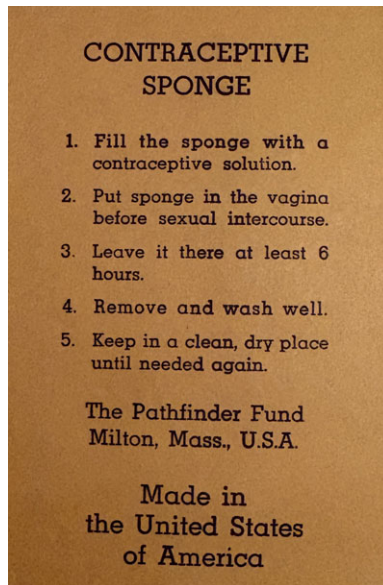 CONTRACEPTIVE
SPONGE
1. Fill the sponge with a
contraceptive solution.
2. Put sponge in the vagina
before sexual intercourse.
3. Leave it there at least 6
hours.
4. Remove and wash well.
5. Keep in a clean, dry place
until needed again.
The Pathfinder Fund
Milton, Mass., U.S.A.
Made in
the United States
of America